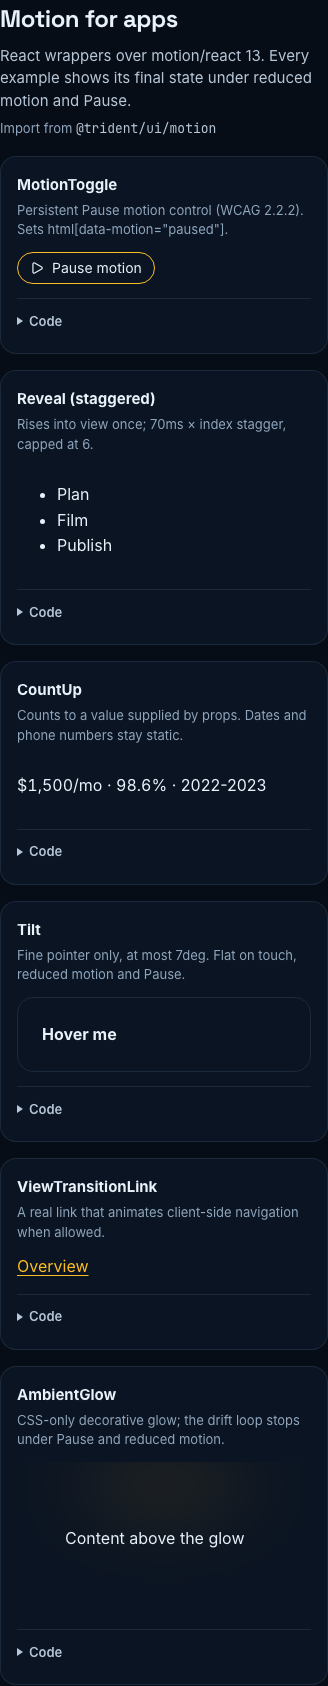 Motion for apps
React wrappers over motion/react 13. Every
example shows its final state under reduced
motion and Pause.
Import from @trident/ui/motion
MotionToggle
Persistent Pause motion control (WCAG 2.2.2).
Sets html[data-motion="paused"].
Pause motion
Code
Reveal (staggered)
Rises into view once; 70ms × index stagger,
capped at 6.
• Plan
• Film
• Publish
Code
CountUp
Counts to a value supplied by props. Dates and
phone numbers stay static.
$1,500/mo · 98.6% · 2022-2023
Code
Tilt
Fine pointer only, at most 7deg. Flat on touch,
reduced motion and Pause.
Hover me
Code
ViewTransitionLink
A real link that animates client-side navigation
when allowed.
Overview
Code
AmbientGlow
CSS-only decorative glow; the drift loop stops
under Pause and reduced motion.
Content above the glow
Code